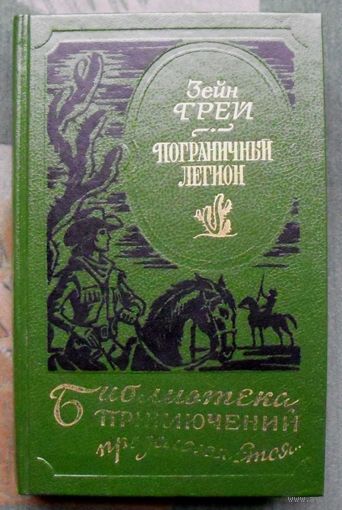 Зейн
ГРЕЙ
ПОГРАНИЧНЫЙ
ЛЕГИОН
Библиотека
ПРИКЛЮЧЕНИЙ
продолжается...